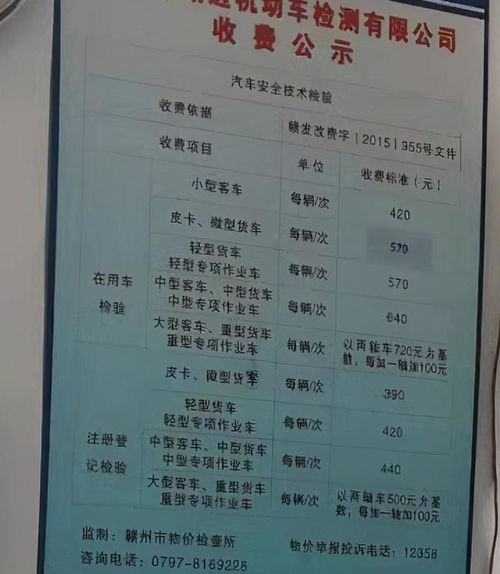 机动车检测有限公司
收费公示
汽车安全技术检验
收费依据 赣发改费字［2015］955号文件
收费项目 单位 收费标准（元）
在用车检验
小型客车 每辆/次 420
皮卡、微型货车 每辆/次 570
轻型货车
轻型专项作业车 每辆/次 570
中型客车、中型货车
中型专项作业车 每辆/次 640
大型客车、重型货车
重型专项作业车 每辆/次 以两轴车720元为基
础，每加一轴加100元
注册登记检验
皮卡、微型货车 每辆/次 390
轻型货车
轻型专项作业车 每辆/次 420
中型客车、中型货车
中型专项作业车 每辆/次 440
大型客车、重型货车
重型专项作业车 每辆/次 以两轴车500元为基
数，每加一轴加100元
监制：赣州市物价检查所 物价举报投诉电话：12358
咨询电话：0797-8169228